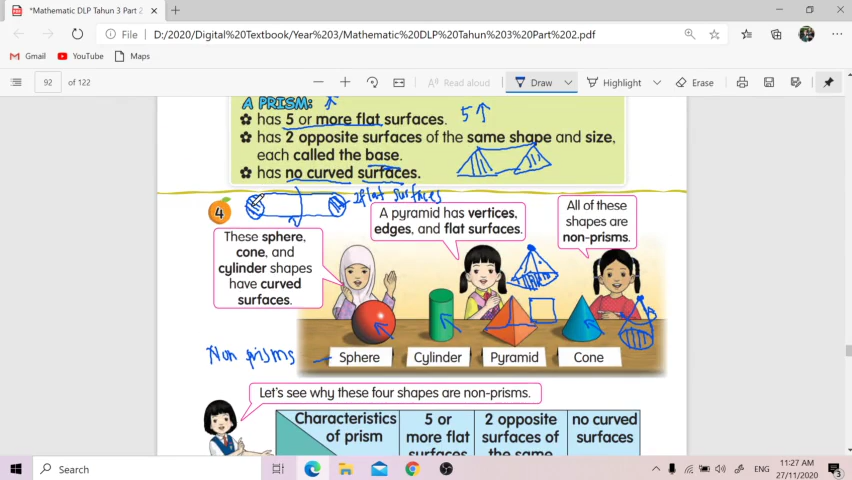 *Mathematic DLP Tahun 3 Part 2
File
D:/2020/Digital%20Textbook/Year%203/Mathematic%20DLP%20Tahun%203%20Part%202.pdf
Gmail
YouTube
Maps
92
of 122
Read aloud
Draw
Highlight
Erase
A PRISM:
has 5 or more flat surfaces.
5
has 2 opposite surfaces of the same shape and size,
each called the base.
has no curved surfaces.
2flat surfaces
4
These sphere,
cone, and
cylinder shapes
have curved
surfaces.
A pyramid has vertices,
edges, and flat surfaces.
All of these
shapes are
non-prisms.
Non prisms
Sphere
Cylinder
Pyramid
Cone
Let's see why these four shapes are non-prisms.
Characteristics
of prism
5 or
more flat
surfaces
2 opposite
surfaces of
the same
no curved
surfaces
Search
ENG
11:27 AM
27/11/2020
3